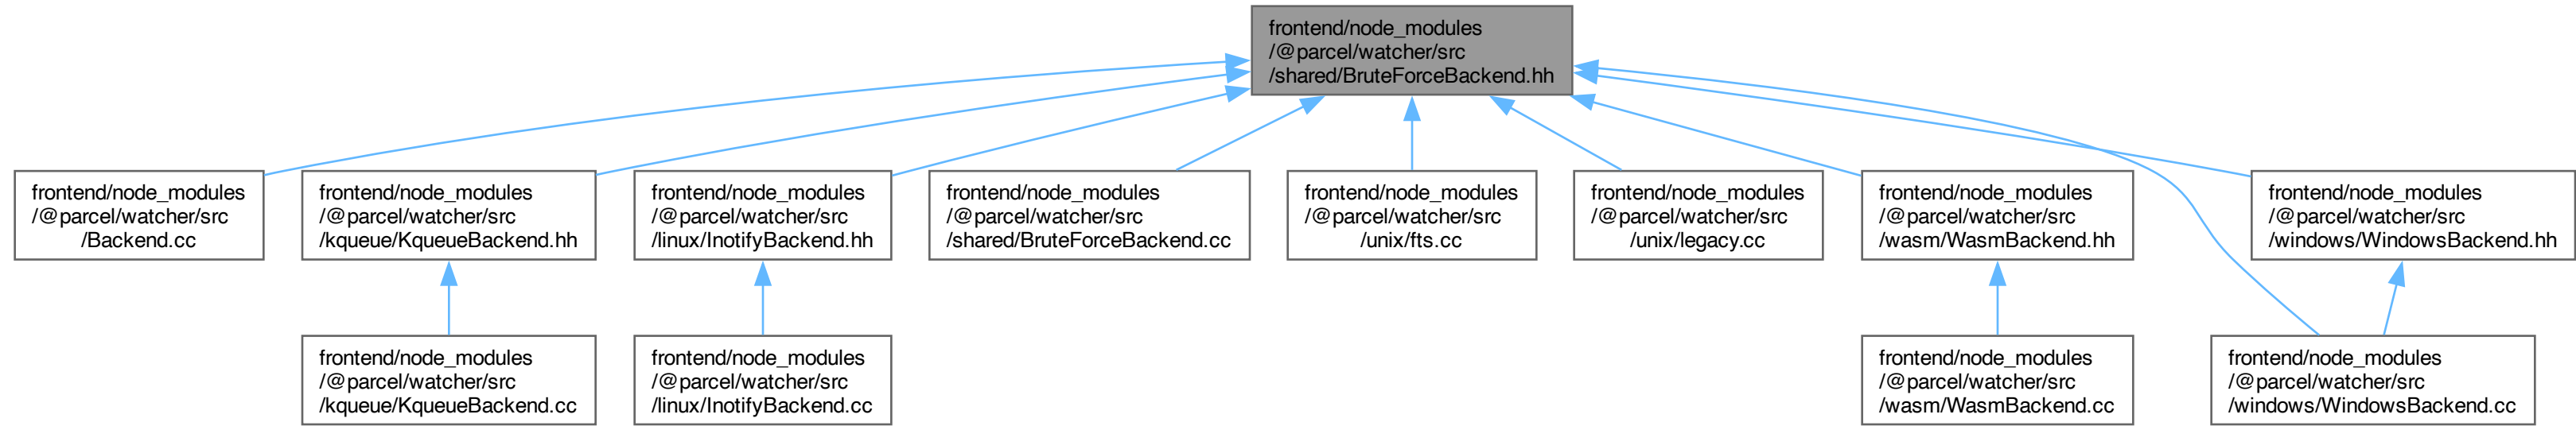 frontend/node_modules
/@parcel/watcher/src
/shared/BruteForceBackend.hh
frontend/node_modules
/@parcel/watcher/src
/Backend.cc
frontend/node_modules
/@parcel/watcher/src
/kqueue/KqueueBackend.hh
frontend/node_modules
/@parcel/watcher/src
/linux/InotifyBackend.hh
frontend/node_modules
/@parcel/watcher/src
/shared/BruteForceBackend.cc
frontend/node_modules
/@parcel/watcher/src
/unix/fts.cc
frontend/node_modules
/@parcel/watcher/src
/unix/legacy.cc
frontend/node_modules
/@parcel/watcher/src
/wasm/WasmBackend.hh
frontend/node_modules
/@parcel/watcher/src
/windows/WindowsBackend.hh
frontend/node_modules
/@parcel/watcher/src
/kqueue/KqueueBackend.cc
frontend/node_modules
/@parcel/watcher/src
/linux/InotifyBackend.cc
frontend/node_modules
/@parcel/watcher/src
/wasm/WasmBackend.cc
frontend/node_modules
/@parcel/watcher/src
/windows/WindowsBackend.cc